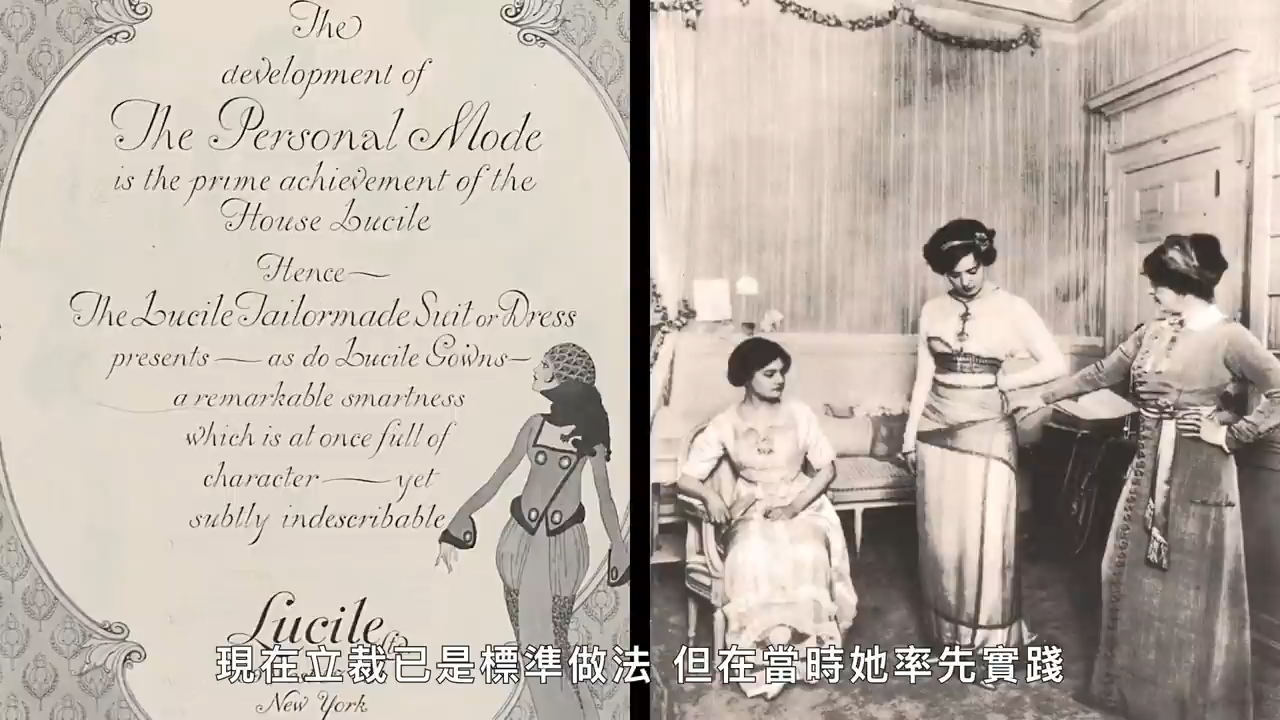 The
development of
The Personal Mode
is the prime achievement of the
House Lucile
Hence—
The Lucile Tailormade Suit or Dress
presents — as do Lucile Gowns—
a remarkable smartness
which is at once full of
character — yet
subtly indescribable
Lucile
現在立裁已是標準做法 但在當時她率先實踐
New York